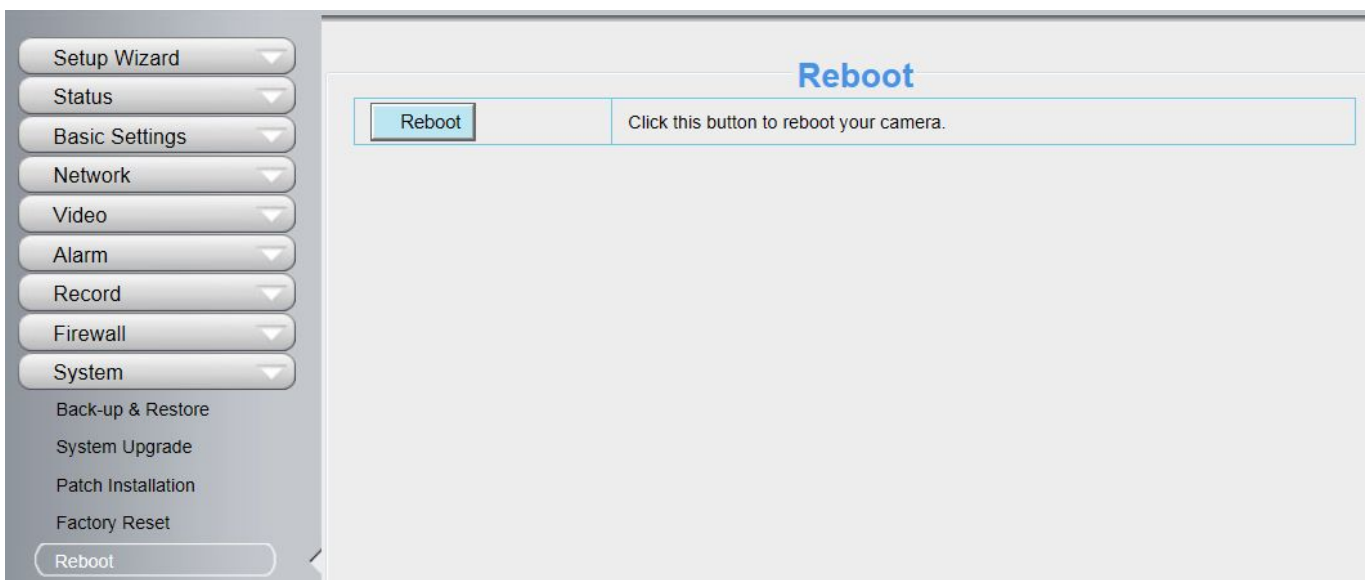 Setup Wizard
Status
Basic Settings
Network
Video
Alarm
Record
Firewall
System
Back-up & Restore
System Upgrade
Patch Installation
Factory Reset
Reboot
Reboot
Reboot
Click this button to reboot your camera.